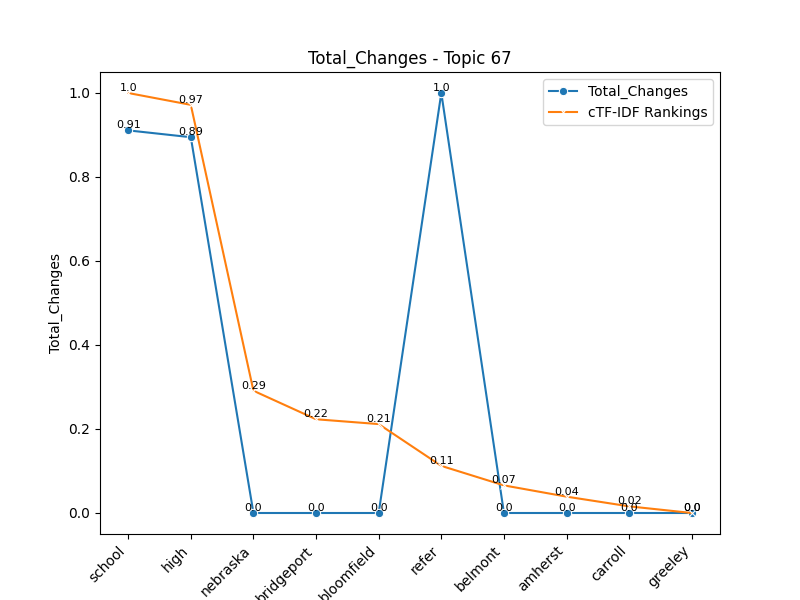 Total_Changes - Topic 67
Total_Changes
cTF-IDF Rankings
Total_Changes
1.0
0.8
0.6
0.4
0.2
0.0
1.0
0.97
0.91
0.89
0.29
0.22
0.21
0.11
0.07
0.04
0.02
0.0
1.0
0.0
0.0
0.0
0.0
0.0
0.0
0.0
school
high
nebraska
bridgeport
bloomfield
refer
belmont
amherst
carroll
greeley